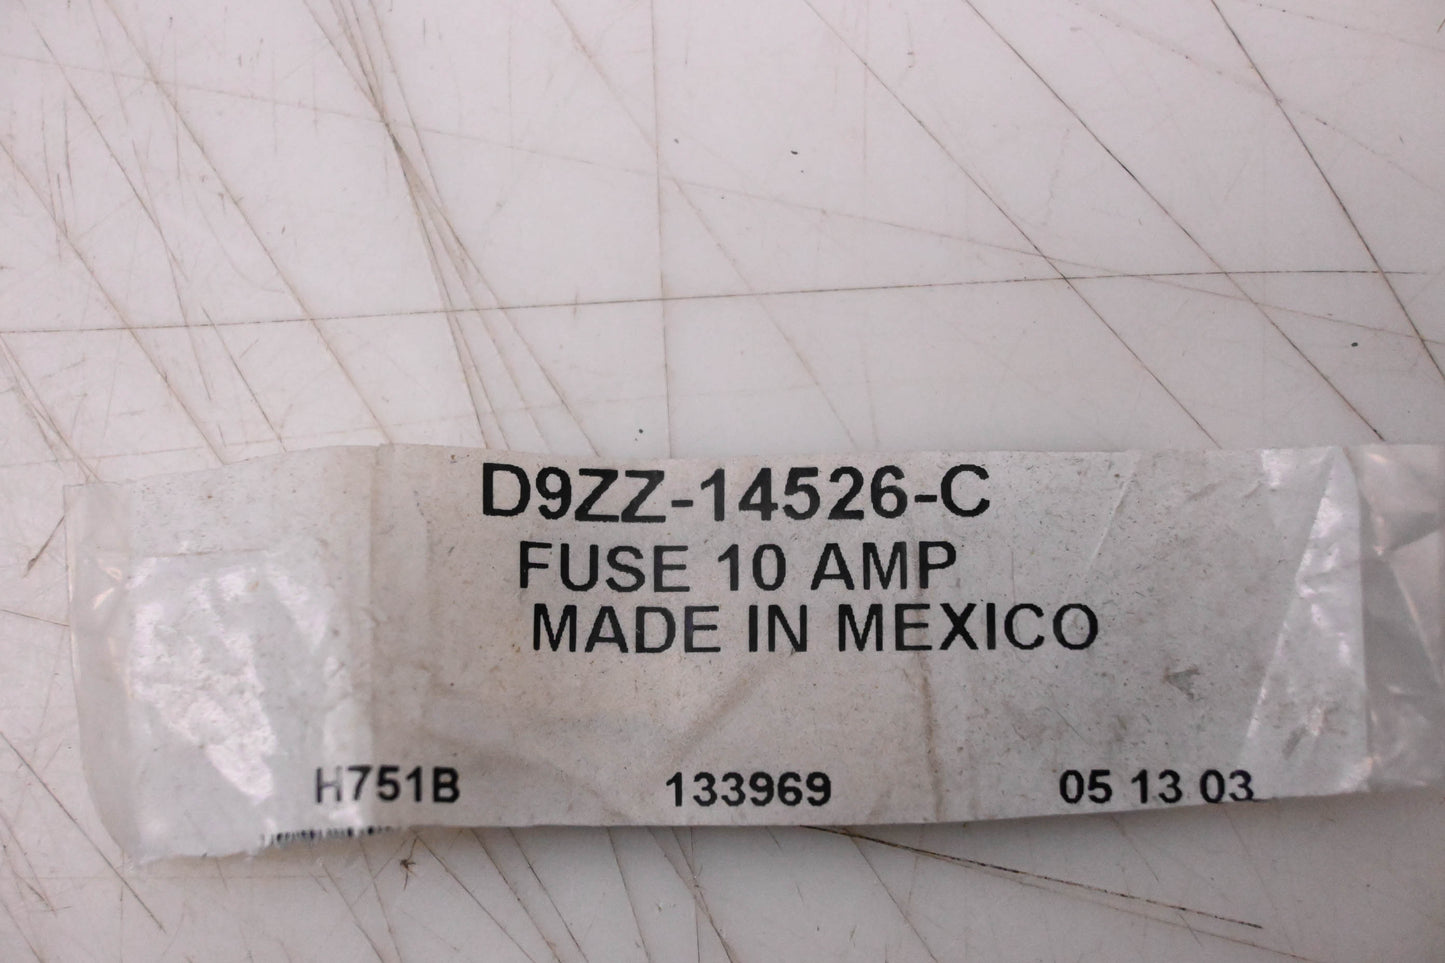 D9ZZ-14526-C
FUSE 10 AMP
MADE IN MEXICO
H751B 133969 05 13 03